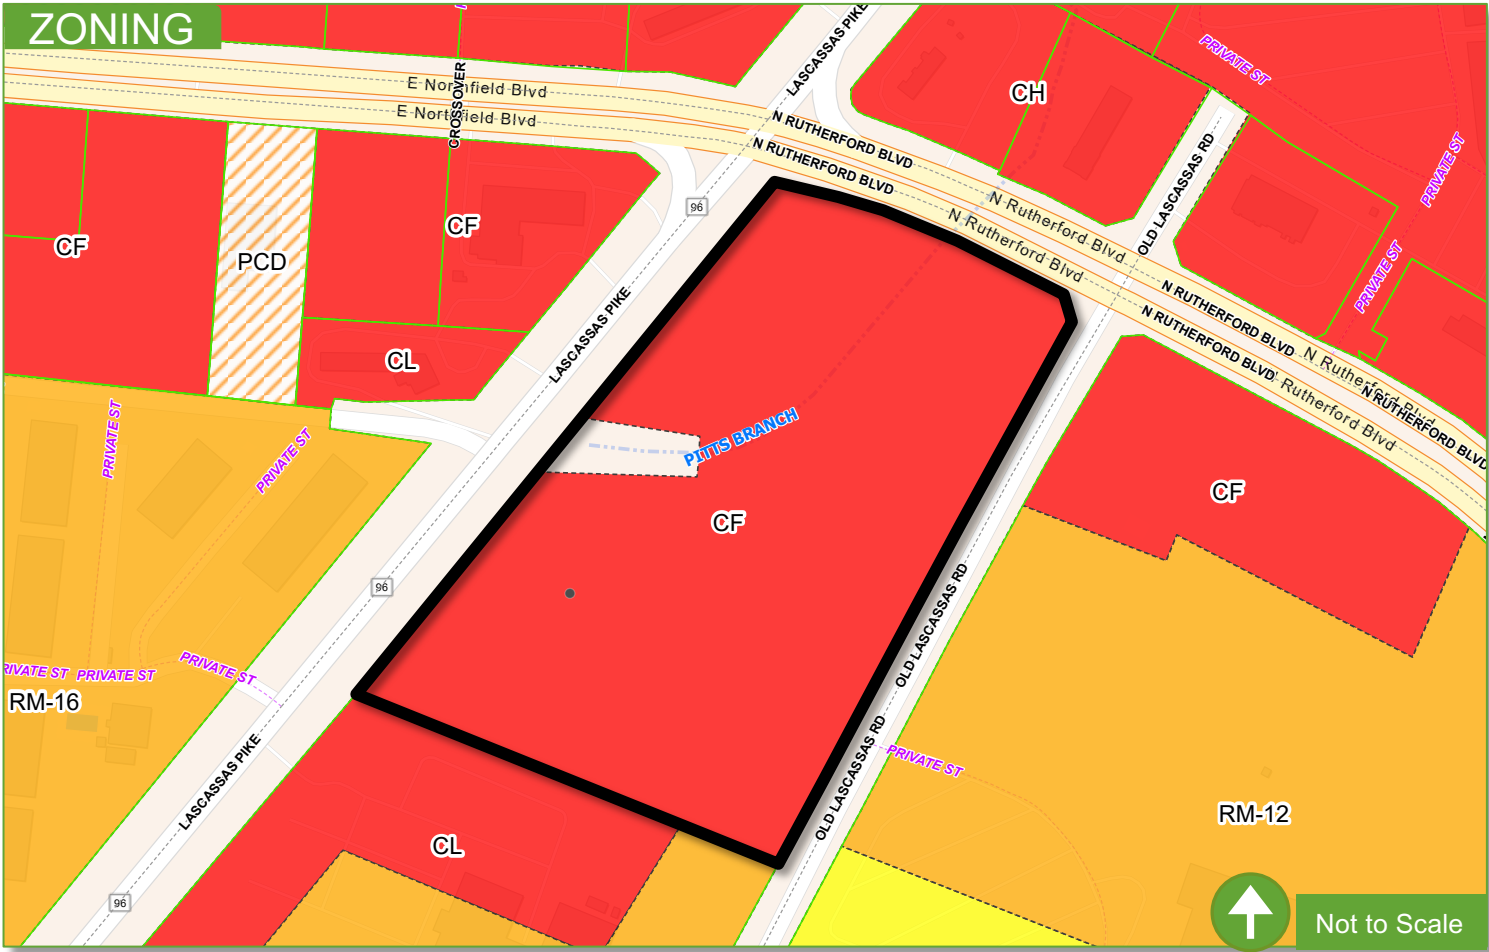 ZONING
LASCASSAS PIKE
E Northfield Blvd
E Northfield Blvd
CROSSOVER
N RUTHERFORD BLVD
N RUTHERFORD BLVD
CH
PRIVATE ST
PRIVATE ST
PRIVATE ST
OLD LASCASSAS RD
N Rutherford Blvd
N Rutherford Blvd
N RUTHERFORD BLVD
N RUTHERFORD BLVD
N Rutherford Blvd
Rutherford Blvd
N RUTHERFORD BLVD
CF
PCD
CF
96
LASCASSAS PIKE
CL
PRIVATE ST
PRIVATE ST
PITTS BRANCH
CF
CF
96
OLD LASCASSAS RD
RIVATE ST
PRIVATE ST
PRIVATE ST
RM-16
LASCASSAS PIKE
OLD LASCASSAS RD
PRIVATE ST
RM-12
CL
96
Not to Scale